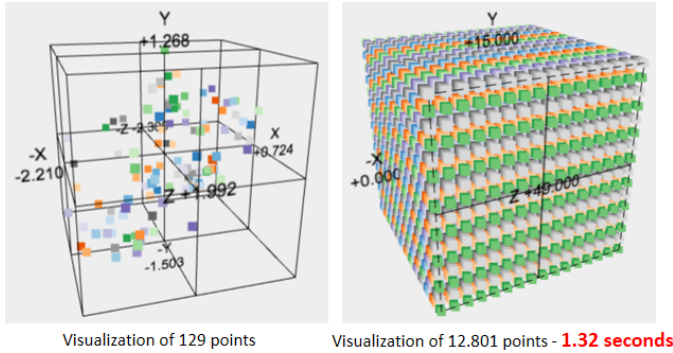 Y
+1.268
-Z
X
+0.724
-X
-2.210
Z +1.992
-Y
-1.503
Y
+15.000
-X
+0.000
Z +49.000
Visualization of 129 points
Visualization of 12.801 points - 1.32 seconds